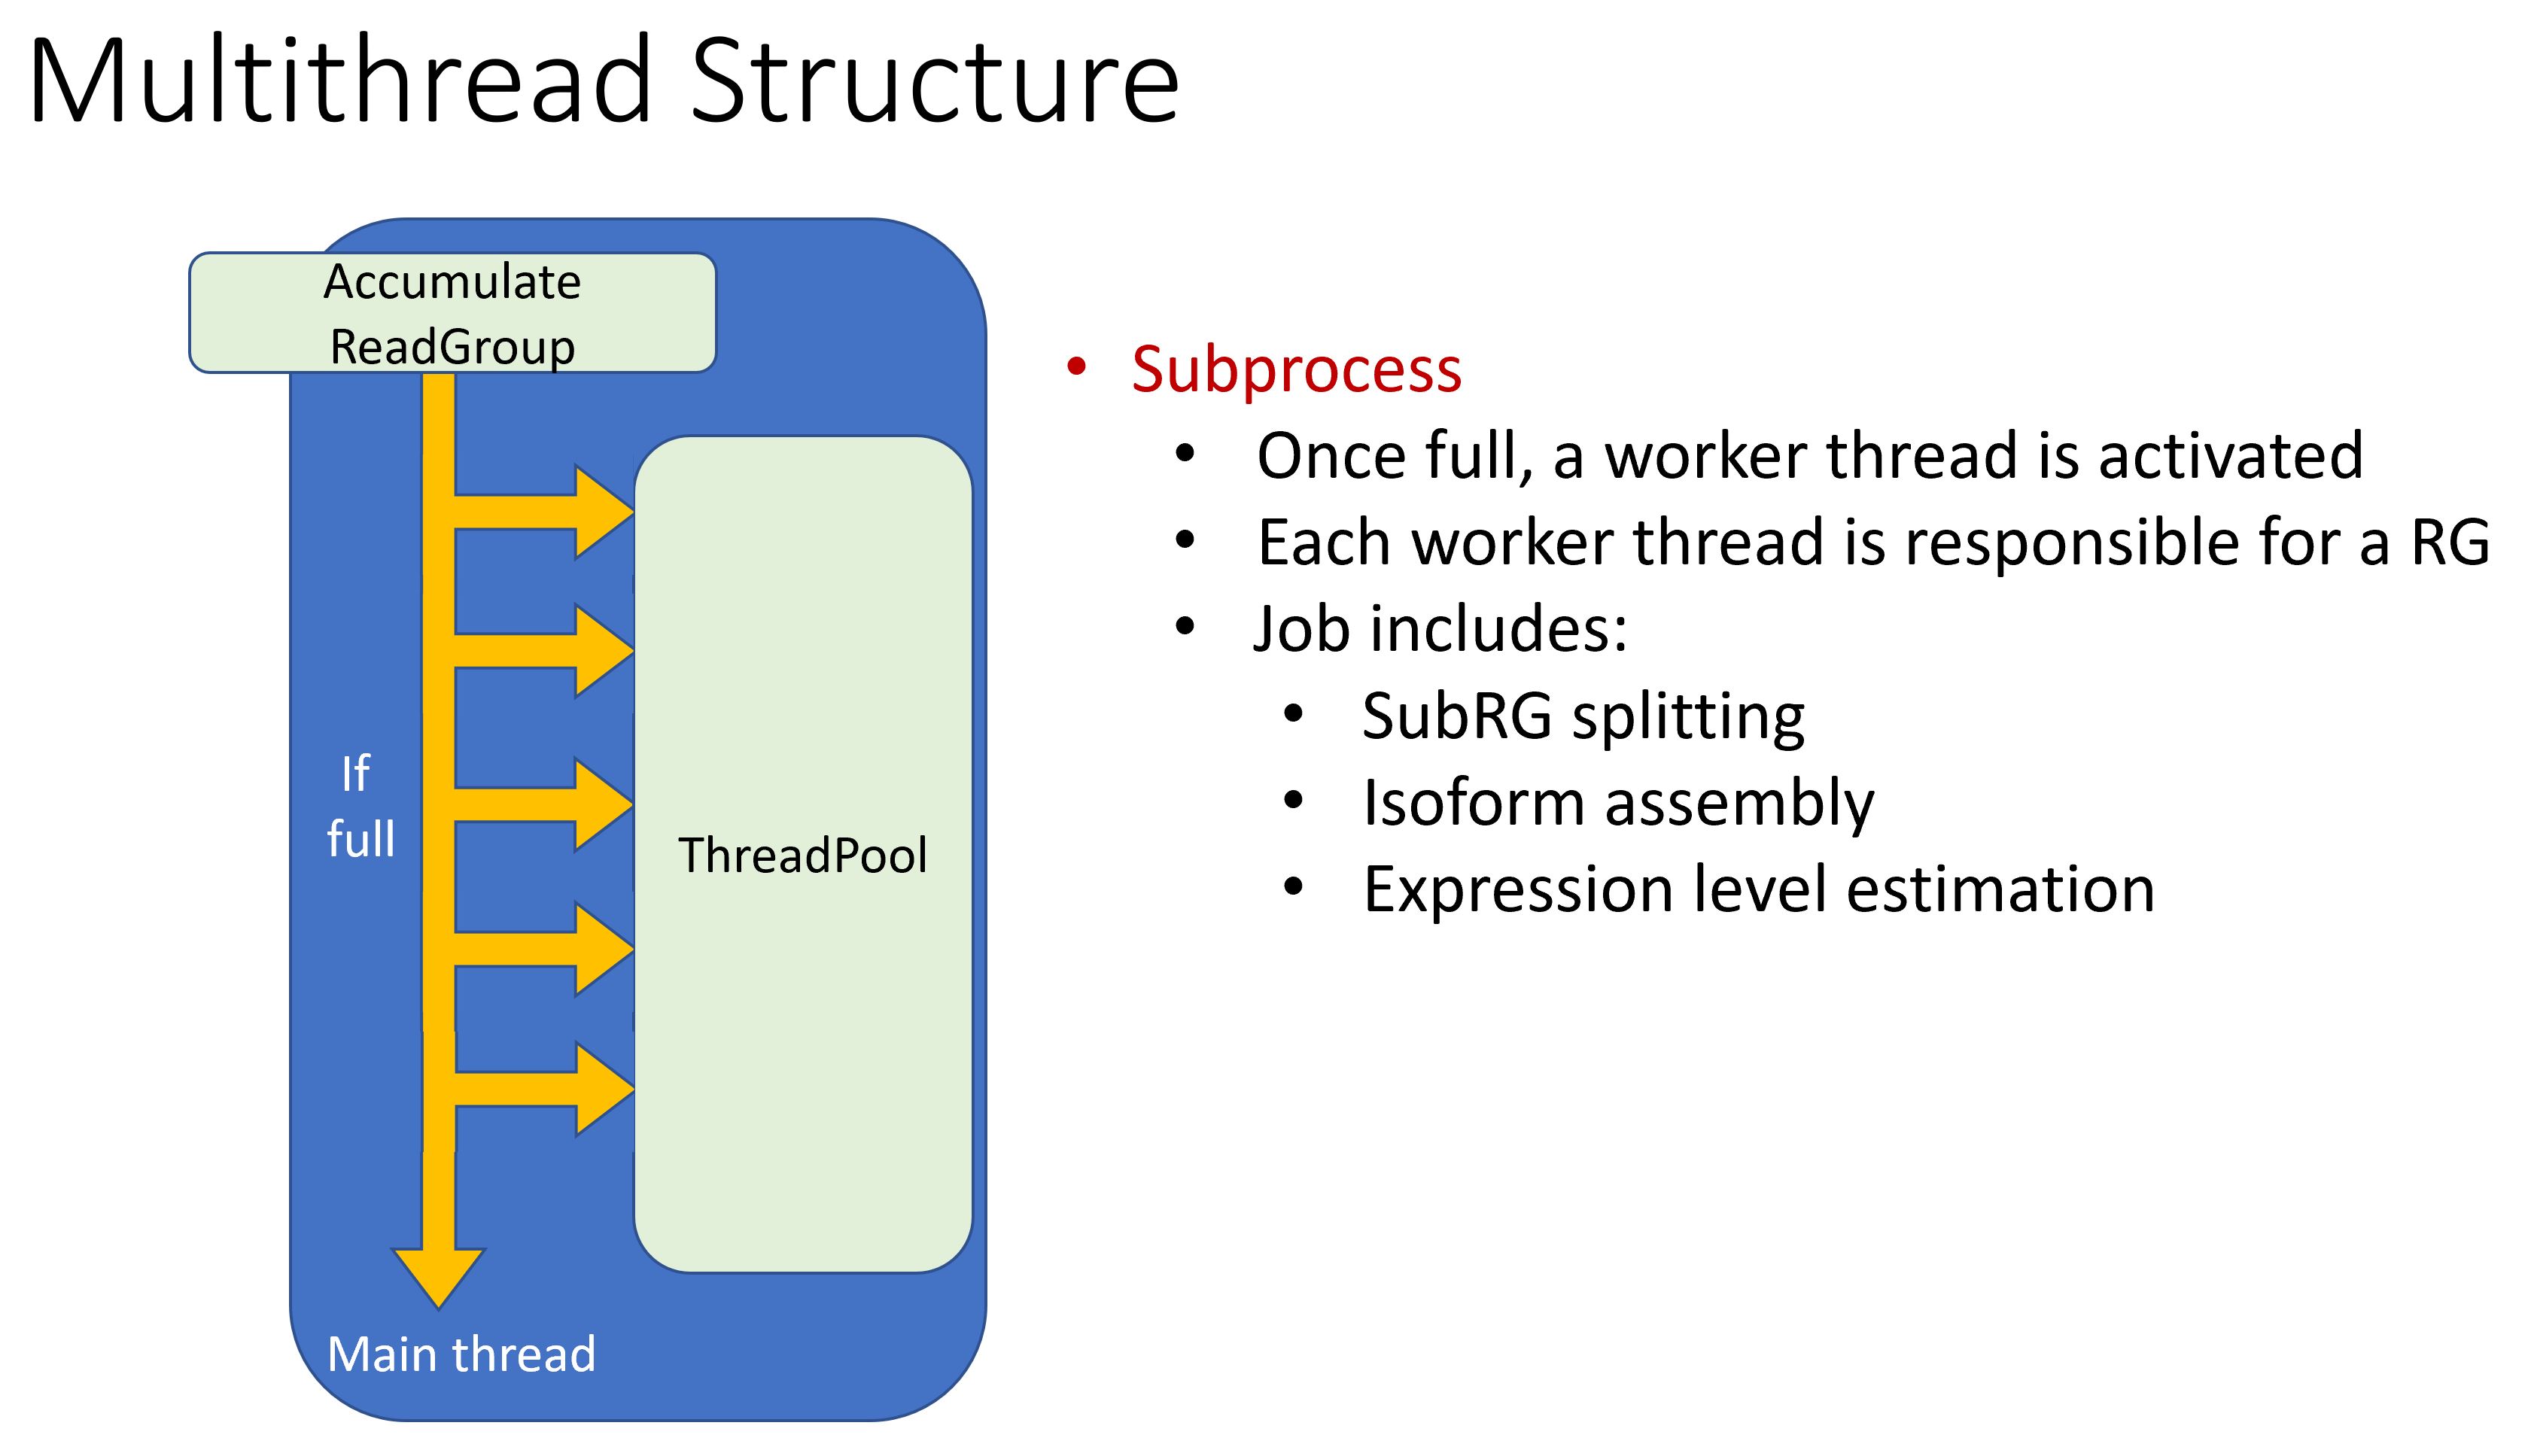 Multithread Structure
Accumulate
ReadGroup
If
full
ThreadPool
Main thread
• Subprocess
• Once full, a worker thread is activated
• Each worker thread is responsible for a RG
• Job includes:
• SubRG splitting
• Isoform assembly
• Expression level estimation